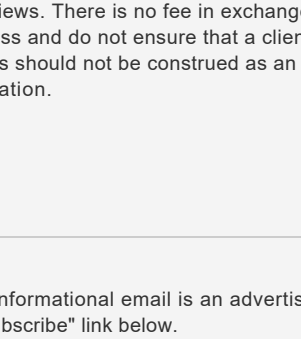 iews. There is no fee in exchange
ss and do not ensure that a clien
s should not be construed as an
ation.
nformational email is an advertis
bscribe" link below.